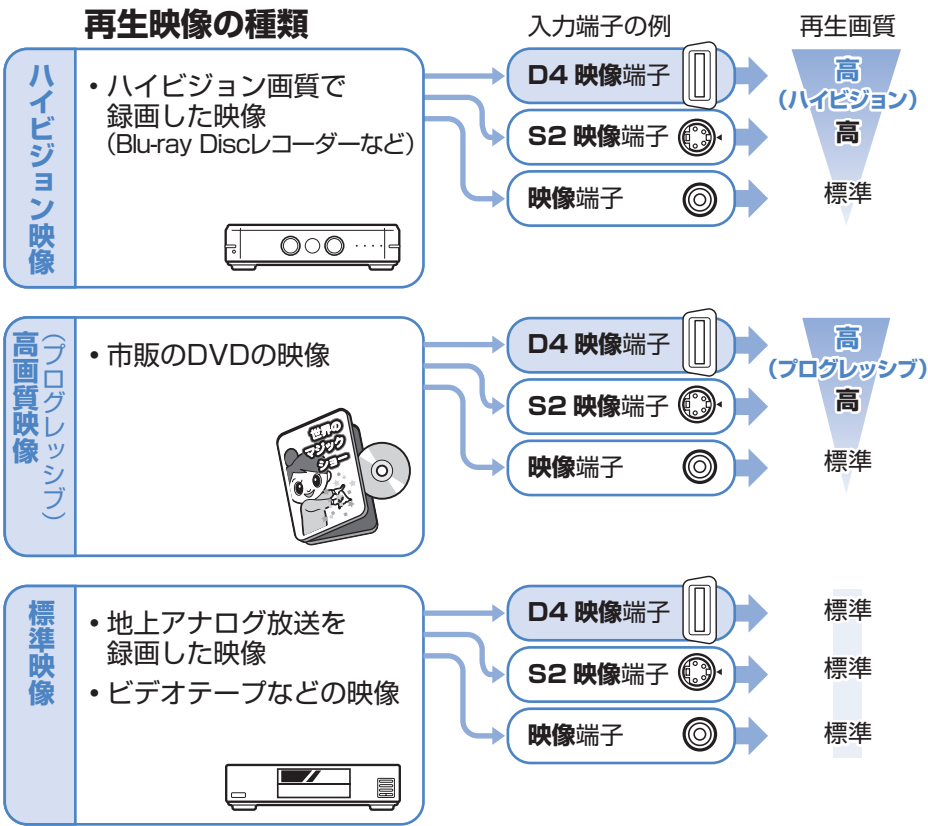 再生映像の種類
入力端子の例
再生画質
ハイビジョン映像
• ハイビジョン画質で
録画した映像
（Blu-ray Discレコーダーなど）
D4 映像端子
S2 映像端子
映像端子
高
（ハイビジョン）
高
標準
高画質映像
（プログレッシブ）
• 市販のDVDの映像
世界の
マジック
ショー
D4 映像端子
S2 映像端子
映像端子
高
（プログレッシブ）
高
標準
標準映像
• 地上アナログ放送を
録画した映像
• ビデオテープなどの映像
D4 映像端子
S2 映像端子
映像端子
標準
標準
標準